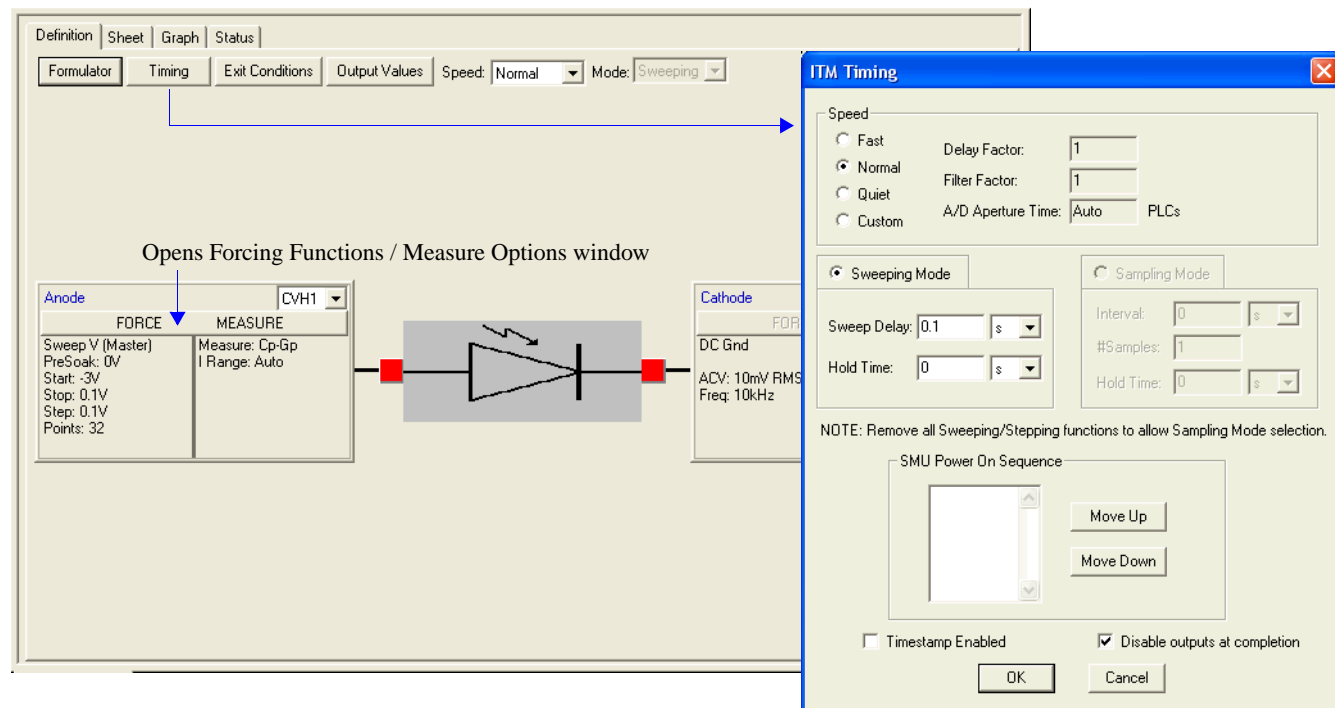 Definition Sheet Graph Status
Formulator Timing Exit Conditions Output Values Speed: Normal Mode: Sweeping
Opens Forcing Functions / Measure Options window
Anode CVH1
FORCE MEASURE
Sweep V (Master)
PreSoak: 0V
Start: -3V
Stop: 0.1V
Step: 0.1V
Points: 32
Measure: Cp-Gp
I Range: Auto
Cathode
FOR
DC Gnd
ACV: 10mV RMS
Freq: 10kHz
ITM Timing
Speed
Fast
Normal
Quiet
Custom
Delay Factor: 1
Filter Factor: 1
A/D Aperture Time: Auto PLCs
Sweeping Mode
Sweep Delay: 0.1 s
Hold Time: 0 s
Sampling Mode
Interval: 0 s
#Samples: 1
Hold Time: 0 s
NOTE: Remove all Sweeping/Stepping functions to allow Sampling Mode selection.
SMU Power On Sequence
Move Up
Move Down
Timestamp Enabled Disable outputs at completion
OK Cancel